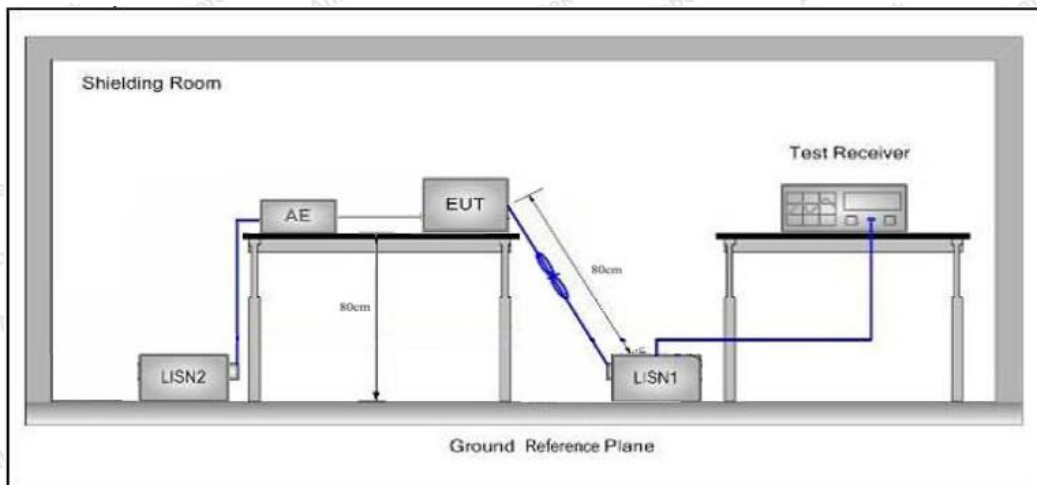 Shielding Room
Test Receiver
AE
EUT
80cm
80cm
LISN2
LISN1
Ground Reference Plane